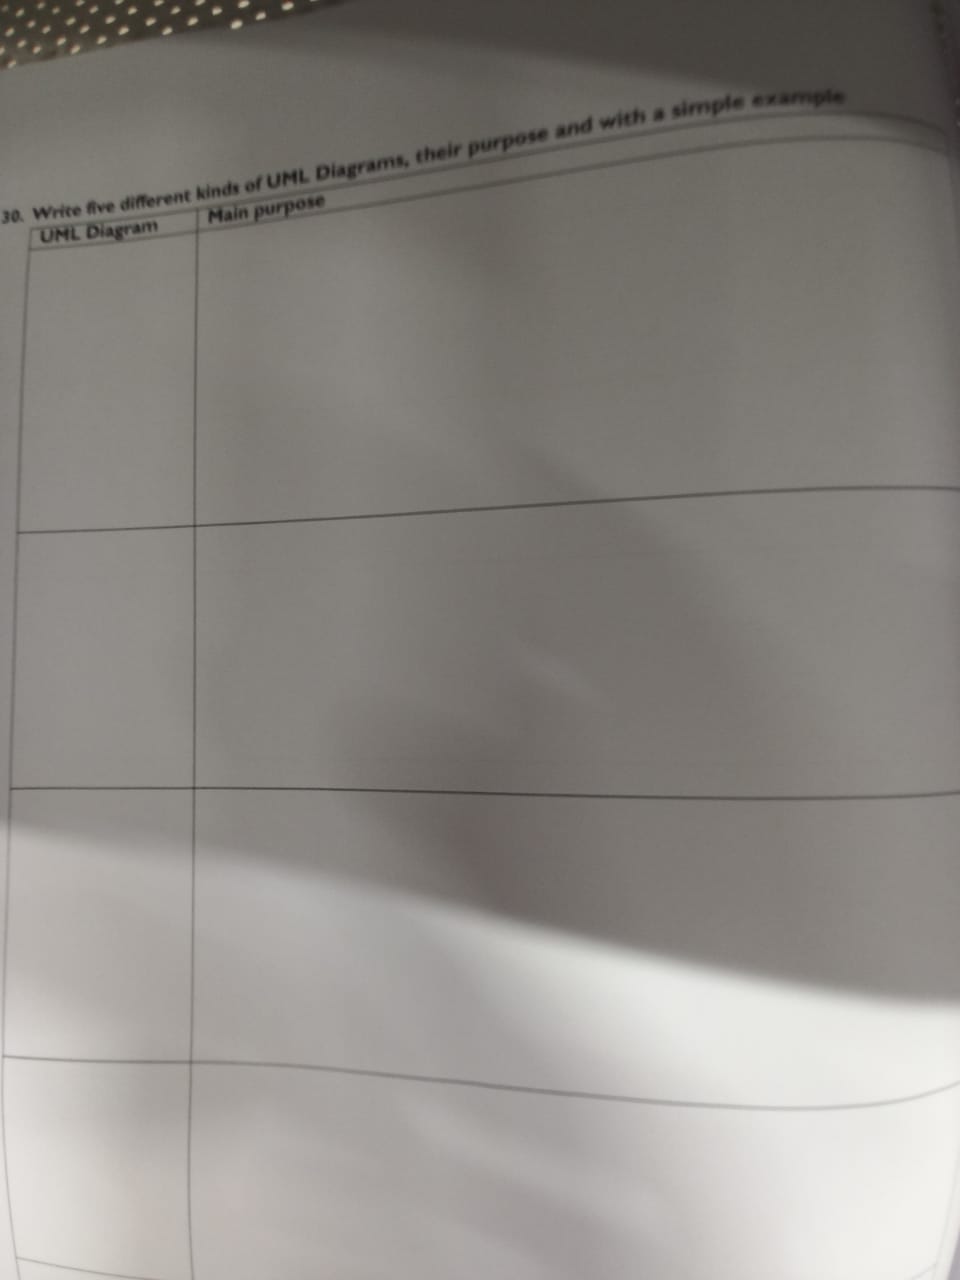 30. Write five different kinds of UML Diagrams, their purpose and with a simple example
UML Diagram
Main purpose